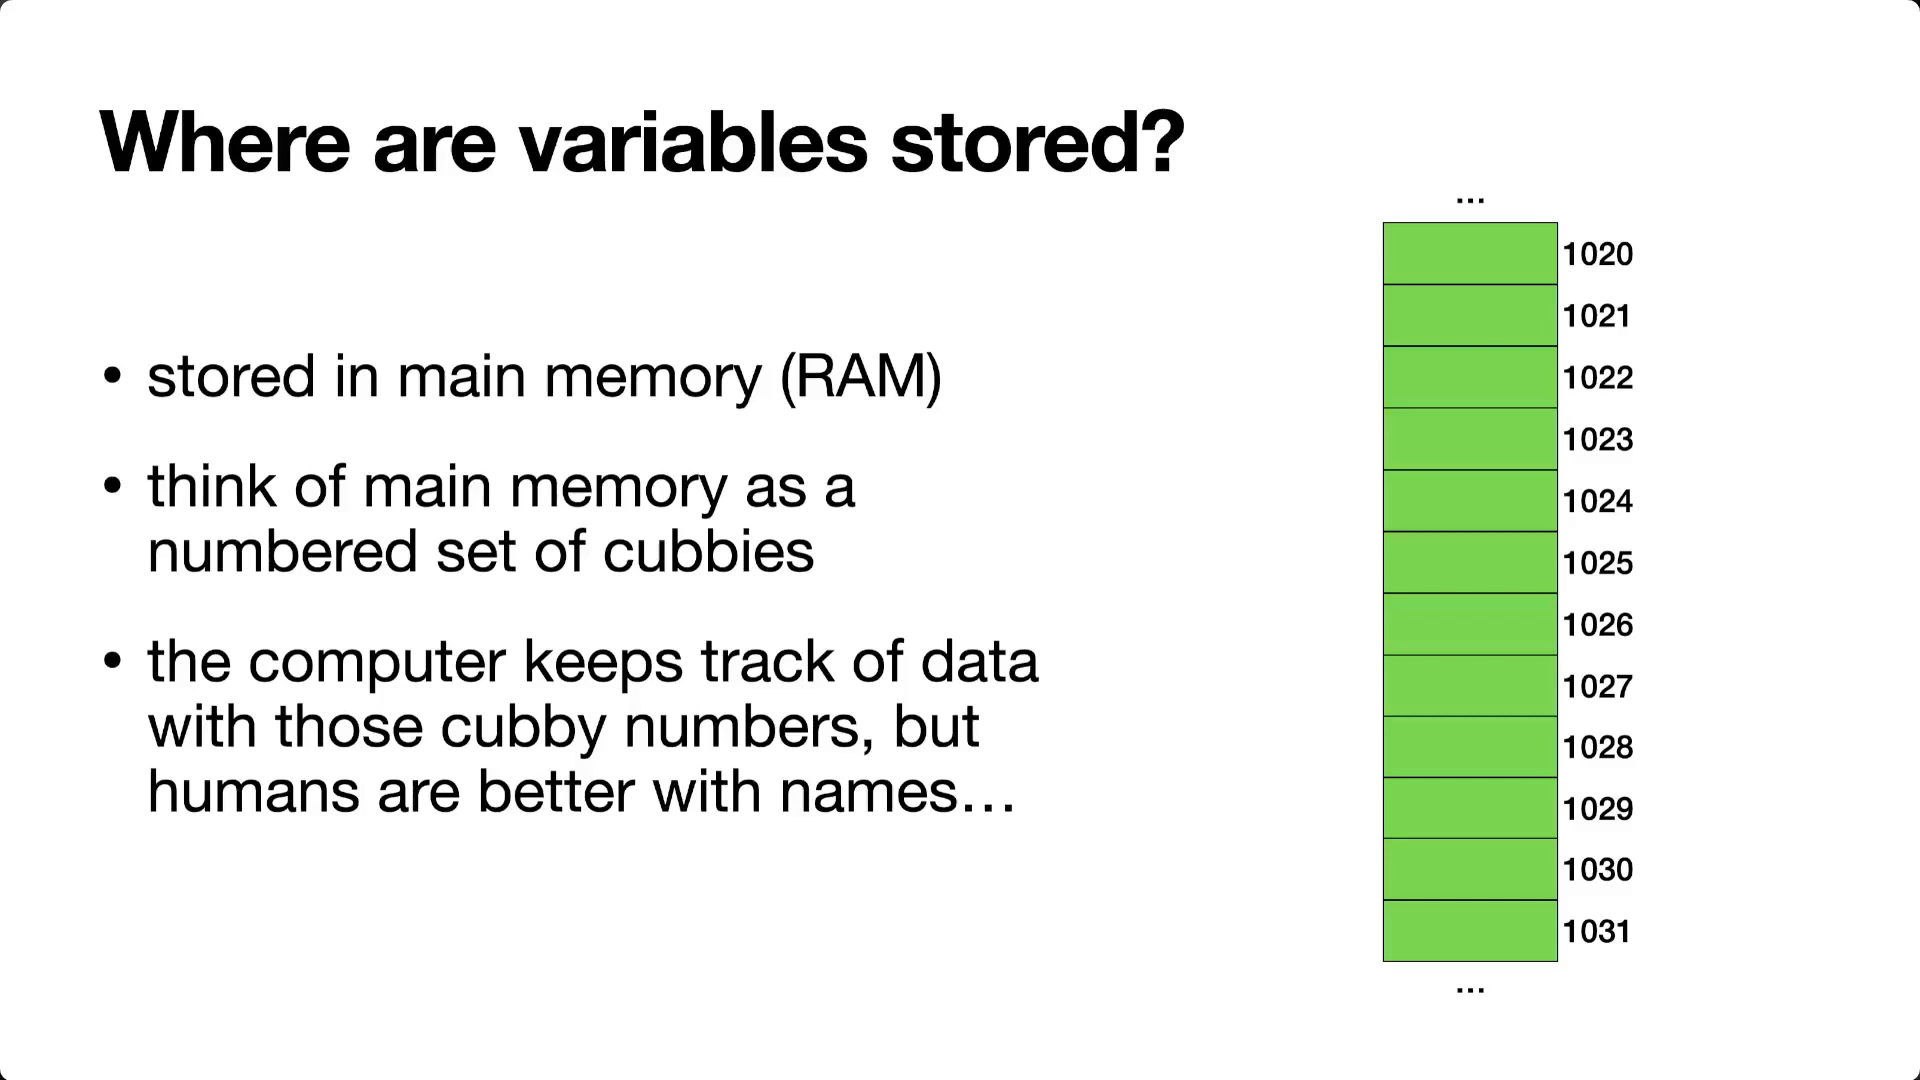 Where are variables stored?
• stored in main memory (RAM)
• think of main memory as a
numbered set of cubbies
• the computer keeps track of data
with those cubby numbers, but
humans are better with names…
...
1020
1021
1022
1023
1024
1025
1026
1027
1028
1029
1030
1031
...